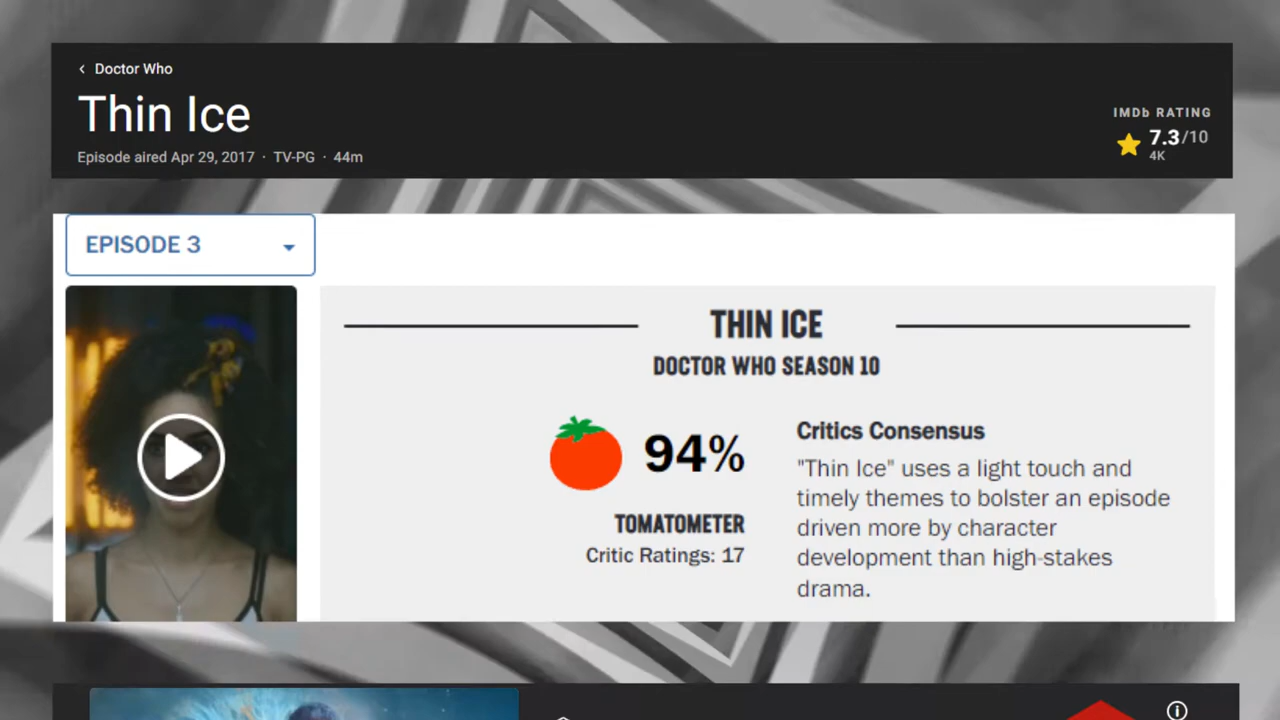 Doctor Who
Thin Ice
Episode aired Apr 29, 2017 · TV-PG · 44m
IMDb RATING
7.3/10
4K
EPISODE 3
THIN ICE
DOCTOR WHO SEASON 10
94%
TOMATOMETER
Critic Ratings: 17
Critics Consensus
"Thin Ice" uses a light touch and
timely themes to bolster an episode
driven more by character
development than high-stakes
drama.